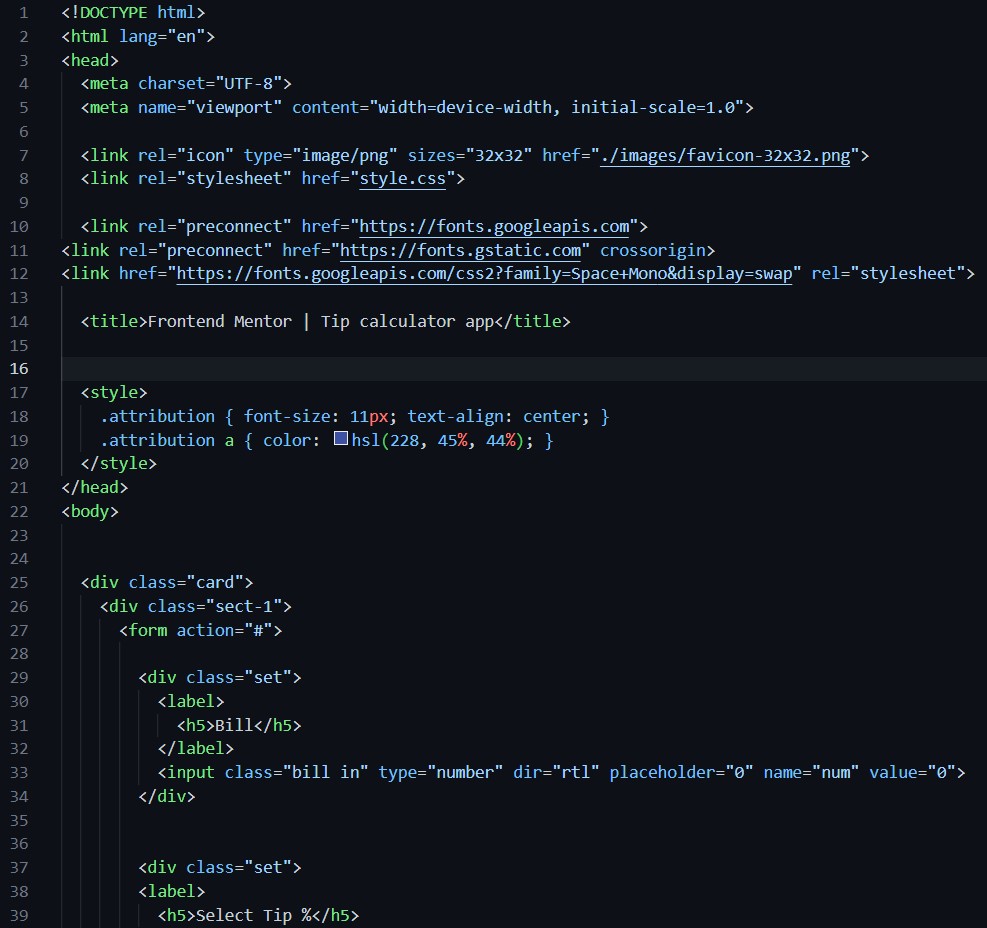 1 <!DOCTYPE html>
2 <html lang="en">
3 <head>
4 <meta charset="UTF-8">
5 <meta name="viewport" content="width=device-width, initial-scale=1.0">
6
7 <link rel="icon" type="image/png" sizes="32x32" href="./images/favicon-32x32.png">
8 <link rel="stylesheet" href="style.css">
9
10 <link rel="preconnect" href="https://fonts.googleapis.com">
11 <link rel="preconnect" href="https://fonts.gstatic.com" crossorigin>
12 <link href="https://fonts.googleapis.com/css2?family=Space+Mono&display=swap" rel="stylesheet">
13
14 <title>Frontend Mentor | Tip calculator app</title>
15
16
17 <style>
18 .attribution { font-size: 11px; text-align: center; }
19 .attribution a { color: hsl(228, 45%, 44%); }
20 </style>
21 </head>
22 <body>
23
24
25 <div class="card">
26 <div class="sect-1">
27 <form action="#">
28
29 <div class="set">
30 <label>
31 <h5>Bill</h5>
32 </label>
33 <input class="bill in" type="number" dir="rtl" placeholder="0" name="num" value="0">
34 </div>
35
36
37 <div class="set">
38 <label>
39 <h5>Select Tip %</h5>